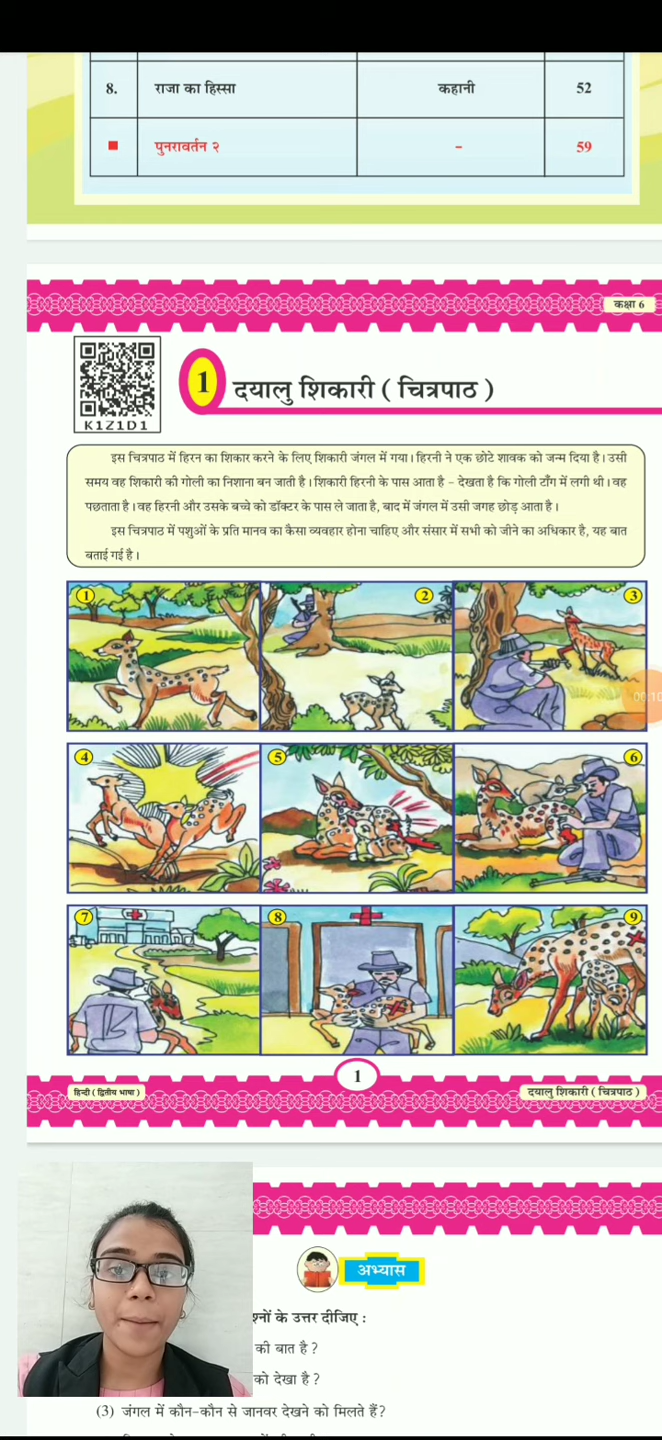 8. राजा का हिस्सा कहानी 52
पुनरावर्तन २ - 59
कक्षा 6
K1Z1D1
1 दयालु शिकारी ( चित्रपाठ )
इस चित्रपाठ में हिरन का शिकार करने के लिए शिकारी जंगल में गया। हिरनी ने एक छोटे शावक को जन्म दिया है। उसी
समय वह शिकारी की गोली का निशाना बन जाती है। शिकारी हिरनी के पास आता है - देखता है कि गोली टाँग में लगी थी। वह
पछताता है। वह हिरनी और उसके बच्चे को डॉक्टर के पास ले जाता है, बाद में जंगल में उसी जगह छोड़ आता है।
इस चित्रपाठ में पशुओं के प्रति मानव का कैसा व्यवहार होना चाहिए और संसार में सभी को जीने का अधिकार है, यह बात
बताई गई है।
1 2 3
00:10
4 5 6
7 8 9
1
हिन्दी ( द्वितीय भाषा ) दयालु शिकारी ( चित्रपाठ )
अभ्यास
के उत्तर दीजिए :
की बात है ?
को देखा है ?
(3) जंगल में कौन-कौन से जानवर देखने को मिलते हैं?